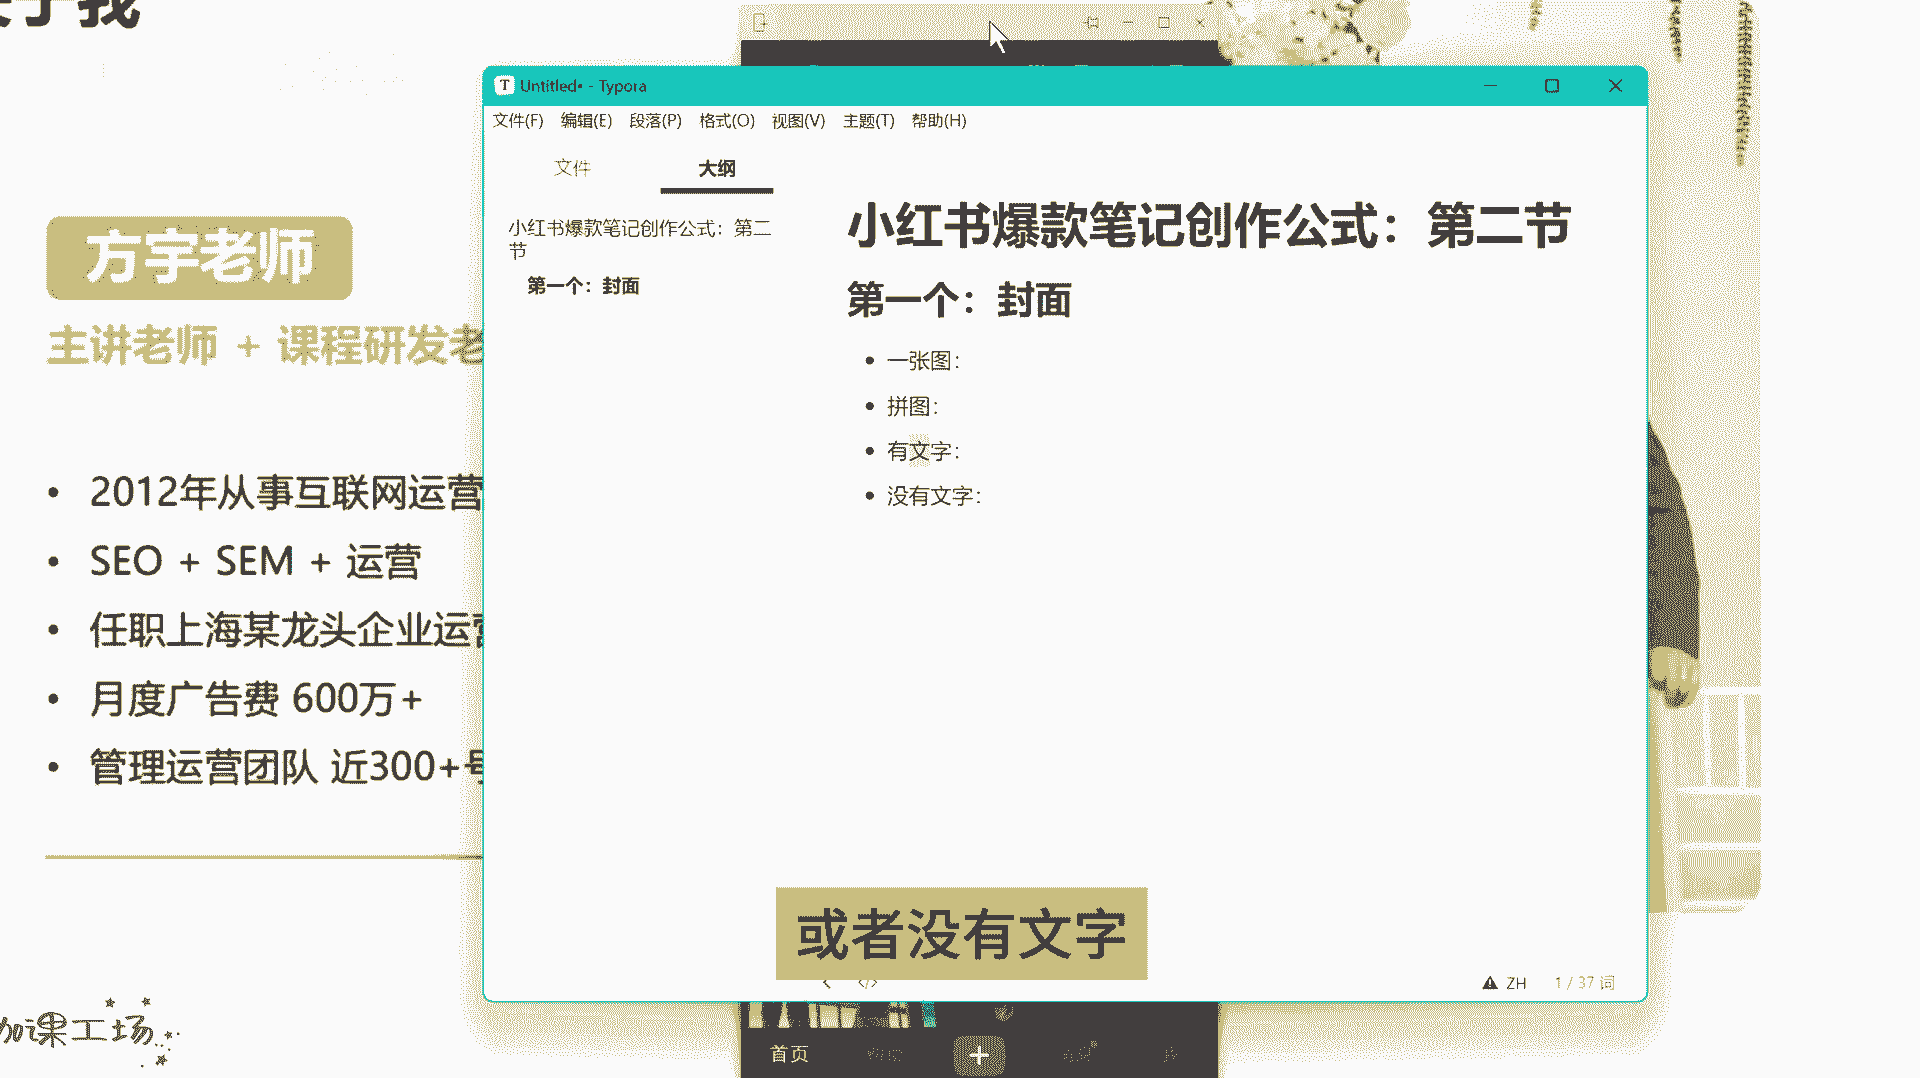 方宇老师
主讲老师 + 课程研发老
• 2012年从事互联网运营
• SEO + SEM + 运营
• 任职上海某龙头企业运营
• 月度广告费 600万+
• 管理运营团队 近300+号
课工场
Untitled• - Typora
文件(F) 编辑(E) 段落(P) 格式(O) 视图(V) 主题(T) 帮助(H)
文件 大纲
小红书爆款笔记创作公式：第二
节
第一个：封面
小红书爆款笔记创作公式：第二节
第一个：封面
• 一张图：
• 拼图：
• 有文字：
• 没有文字：
或者没有文字
ZH 1 / 37 词
首页